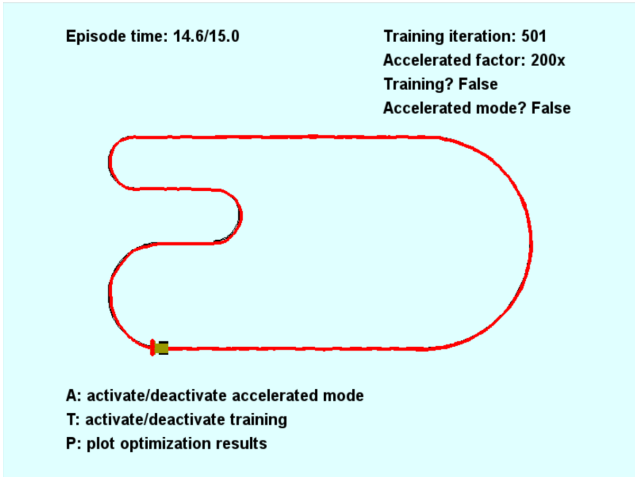 Episode time: 14.6/15.0
Training iteration: 501
Accelerated factor: 200x
Training? False
Accelerated mode? False
A: activate/deactivate accelerated mode
T: activate/deactivate training
P: plot optimization results